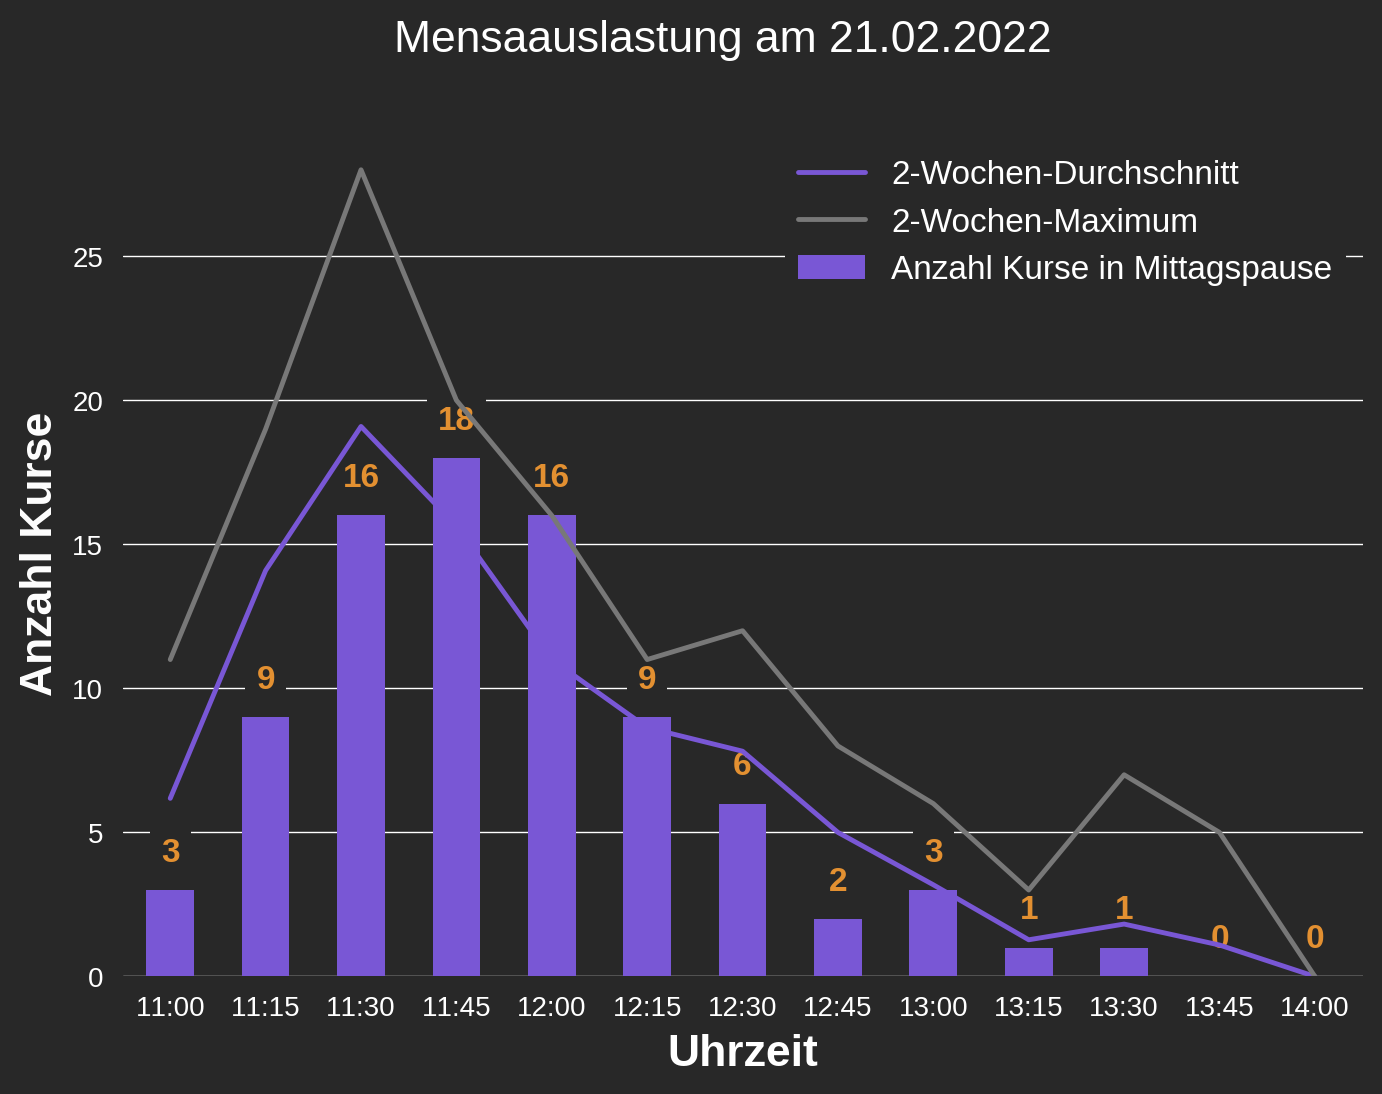 Mensaauslastung am 21.02.2022
2-Wochen-Durchschnitt
2-Wochen-Maximum
Anzahl Kurse in Mittagspause
Anzahl Kurse
25
20
15
10
5
0
3
9
16
18
16
9
6
2
3
1
1
0
0
11:00 11:15 11:30 11:45 12:00 12:15 12:30 12:45 13:00 13:15 13:30 13:45 14:00
Uhrzeit